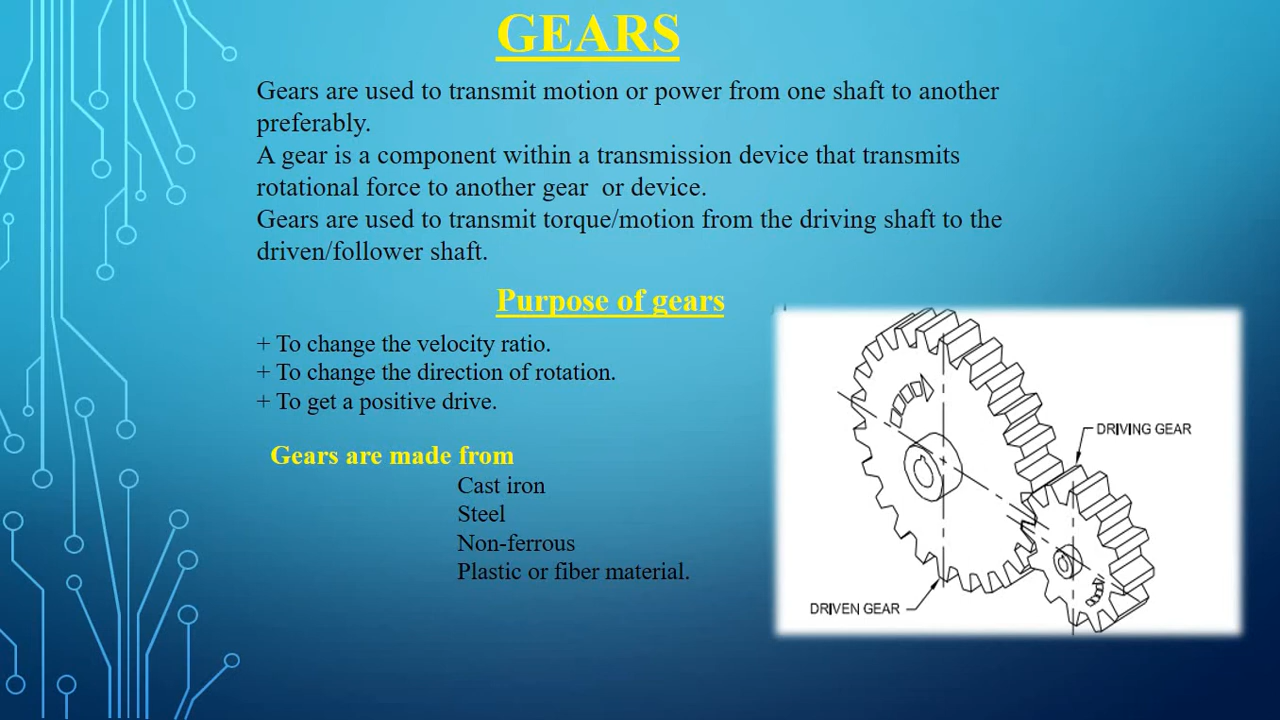 GEARS
Gears are used to transmit motion or power from one shaft to another
preferably.
A gear is a component within a transmission device that transmits
rotational force to another gear  or device.
Gears are used to transmit torque/motion from the driving shaft to the
driven/follower shaft.
Purpose of gears
+ To change the velocity ratio.
+ To change the direction of rotation.
+ To get a positive drive.
Gears are made from
Cast iron
Steel
Non-ferrous
Plastic or fiber material.
DRIVING GEAR
DRIVEN GEAR